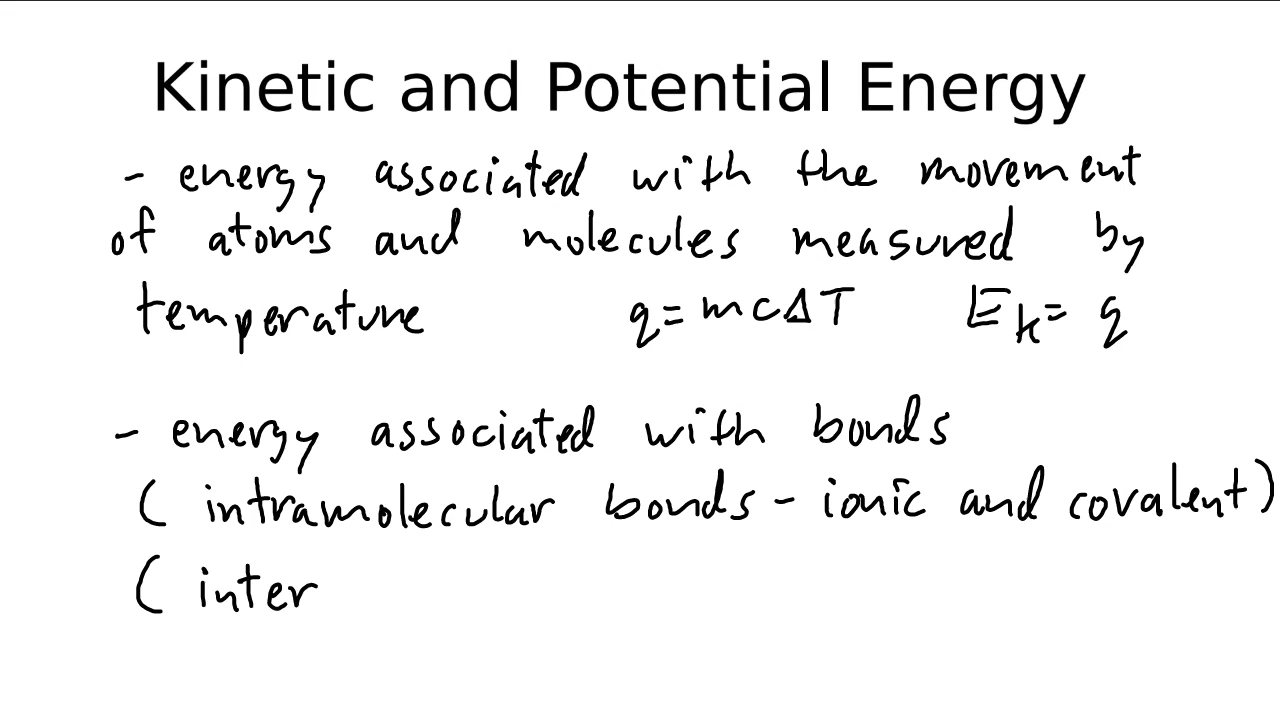 Kinetic and Potential Energy
- energy associated with the movement
of atoms and molecules measured by
temperature q=mcΔT Ek= q
- energy associated with bonds
( intramolecular bonds - ionic and covalent)
( inter